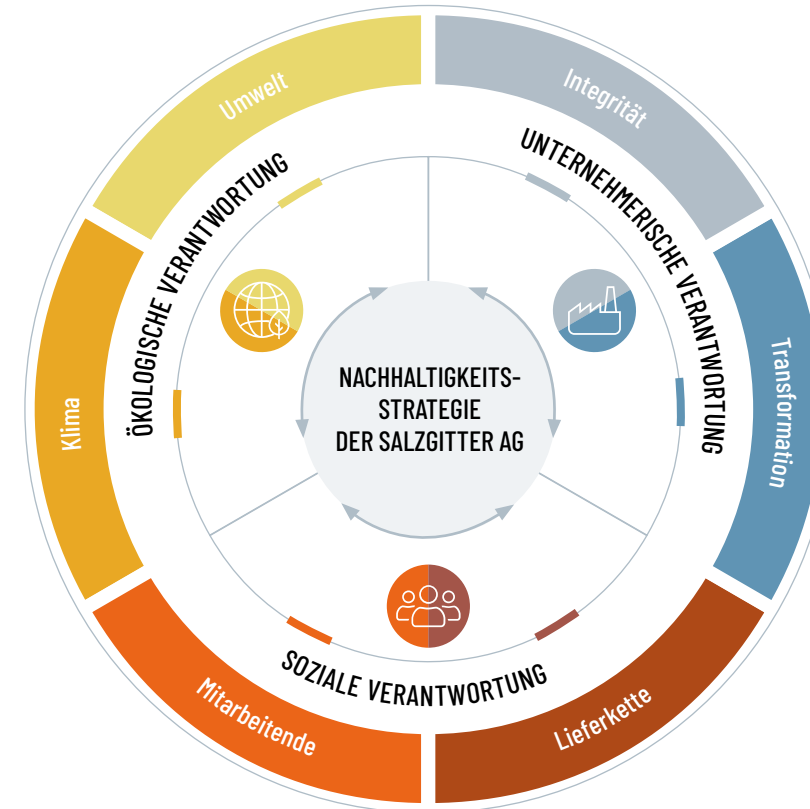 Umwelt
Integrität
ÖKOLOGISCHE VERANTWORTUNG
UNTERNEHMERISCHE VERANTWORTUNG
Klima
Transformation
NACHHALTIGKEITS-
STRATEGIE
DER SALZGITTER AG
SOZIALE VERANTWORTUNG
Mitarbeitende
Lieferkette